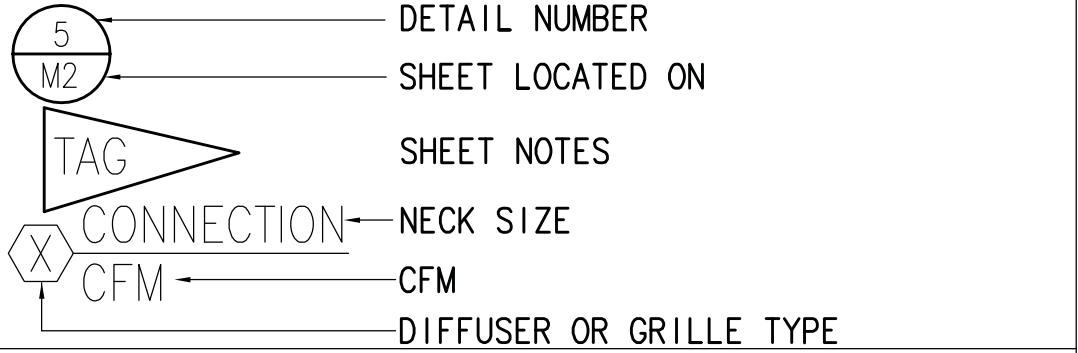 5 DETAIL NUMBER
M2 SHEET LOCATED ON
TAG SHEET NOTES
CONNECTION NECK SIZE
X
CFM CFM
DIFFUSER OR GRILLE TYPE